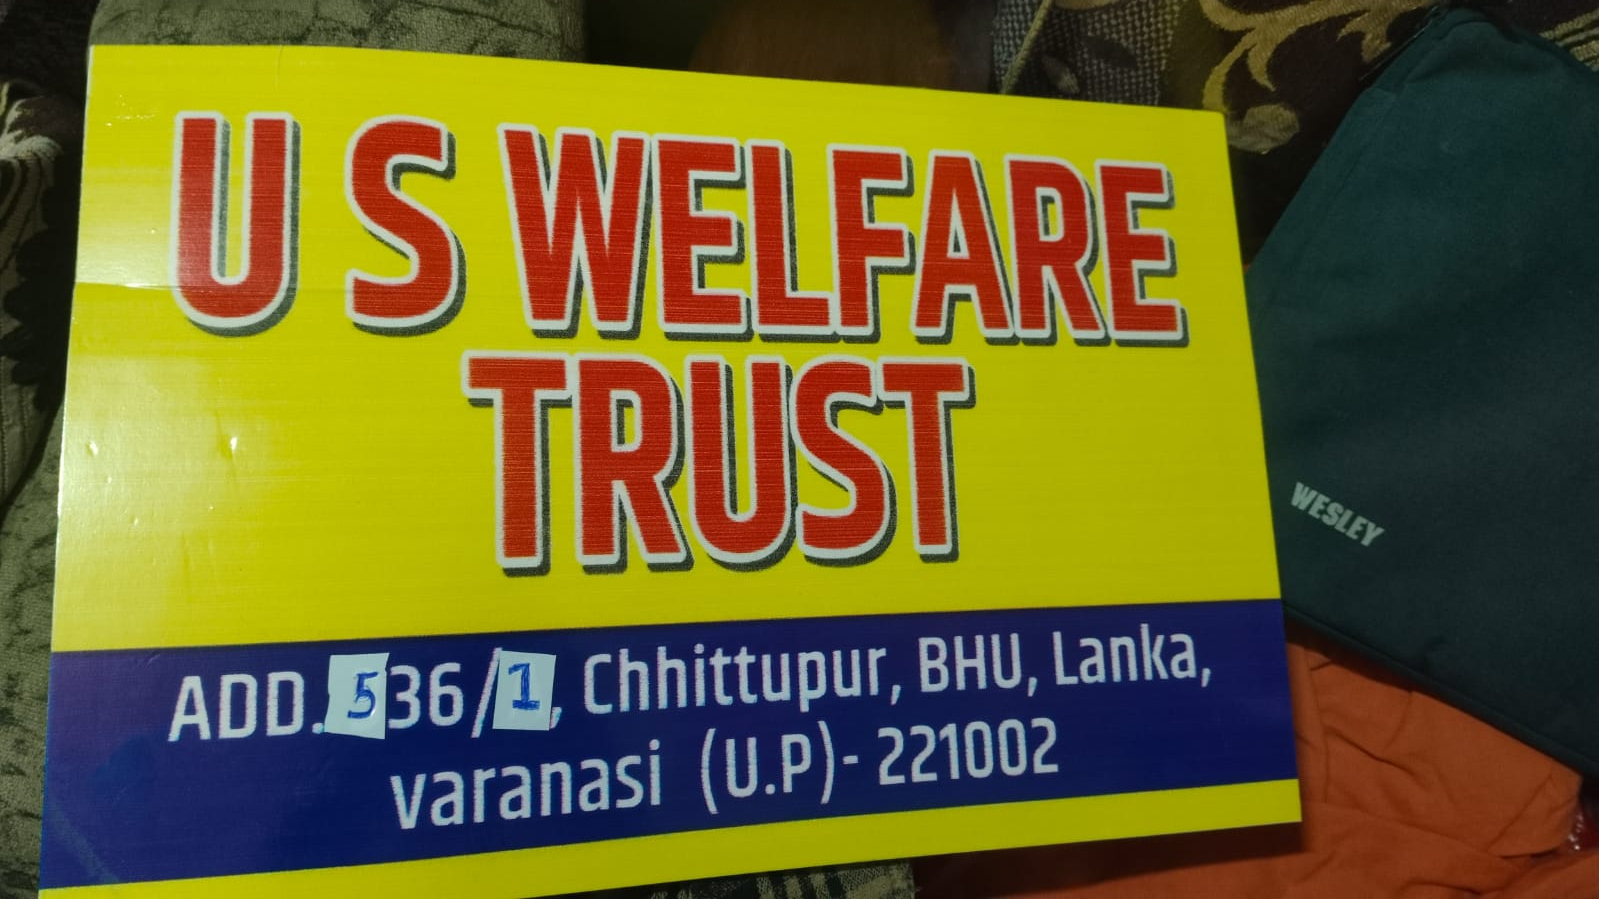 U S WELFARE
TRUST
ADD. 536/1, Chhittupur, BHU, Lanka,
varanasi (U.P)- 221002
WESLEY